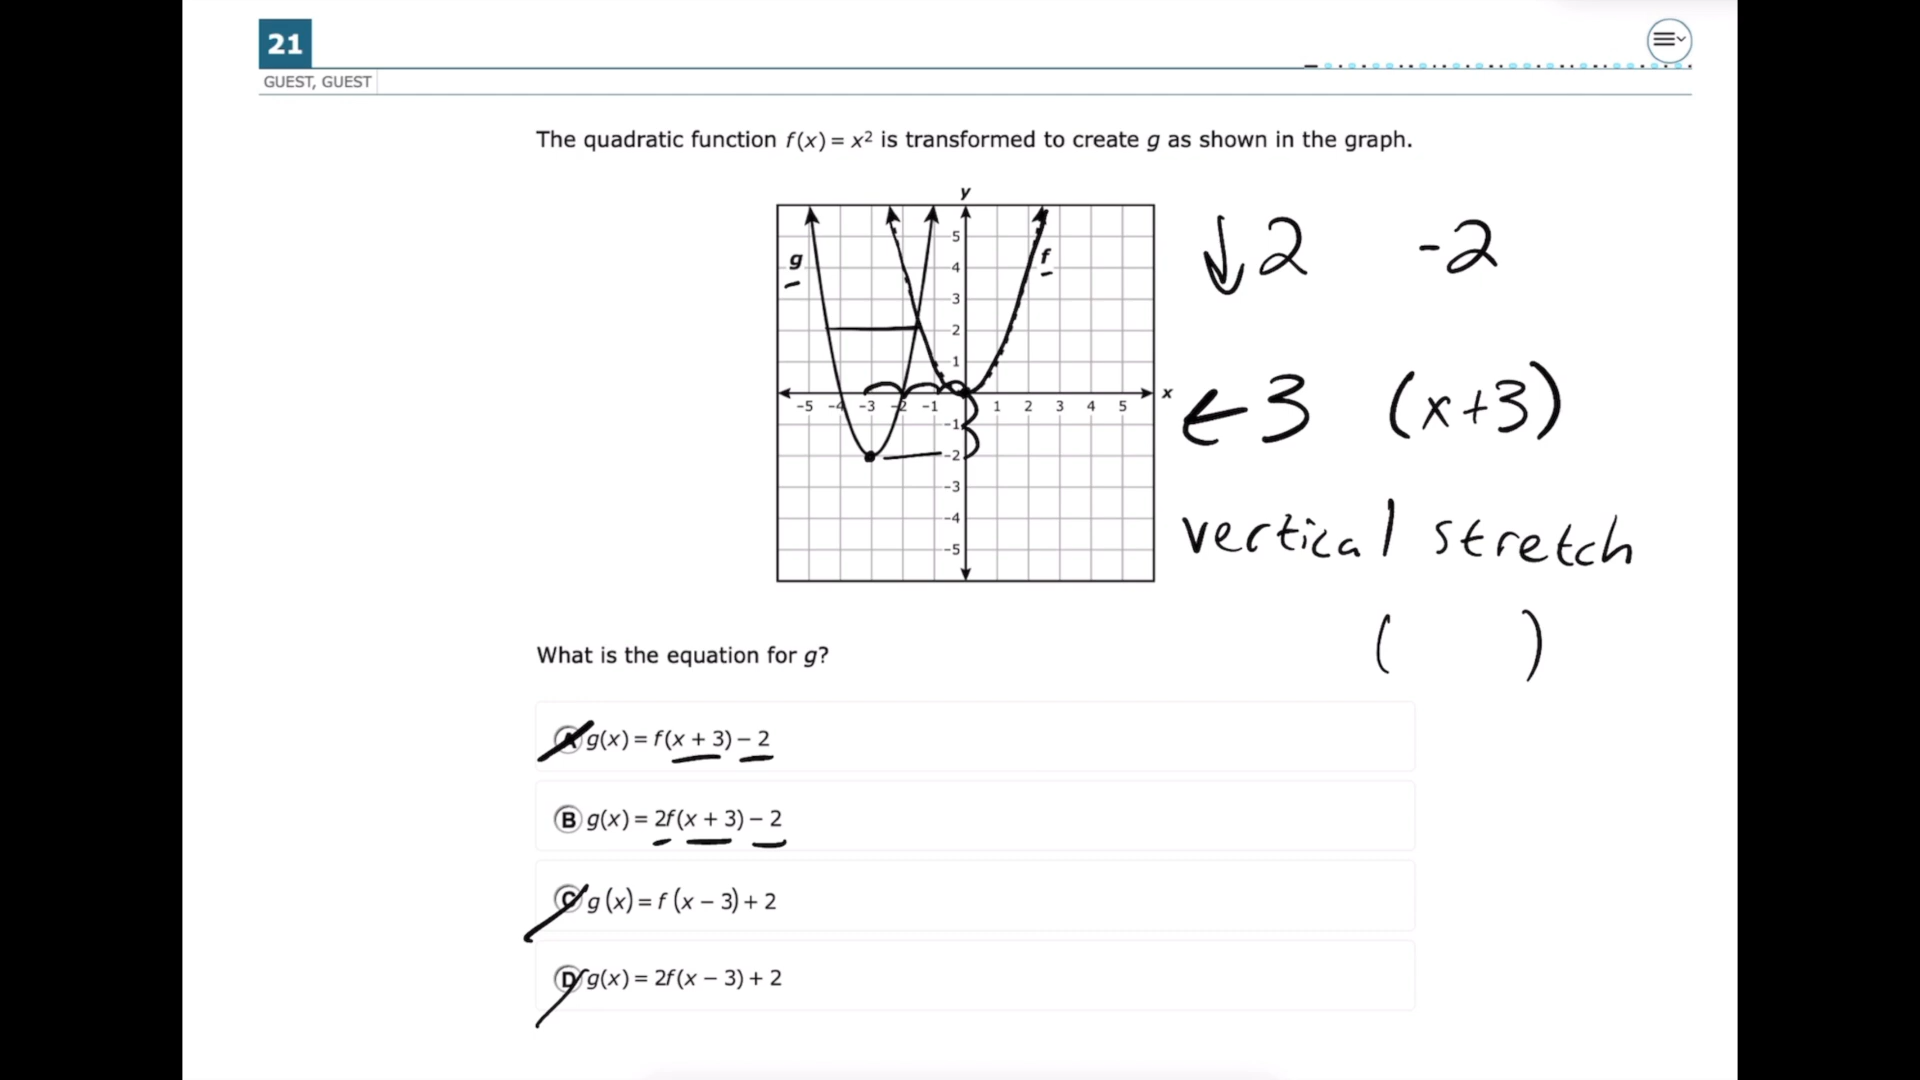 21
GUEST, GUEST
The quadratic function f(x) = x² is transformed to create g as shown in the graph.
y
g
f
5
4
3
2
1
-5 -4 -3 -2 -1 1 2 3 4 5 x
-1
-2
-3
-4
-5
↓2 -2
←3 (x+3)
vertical stretch
( )
What is the equation for g?
A g(x) = f(x + 3) – 2
B g(x) = 2f(x + 3) – 2
C g(x) = f(x – 3) + 2
D g(x) = 2f(x – 3) + 2